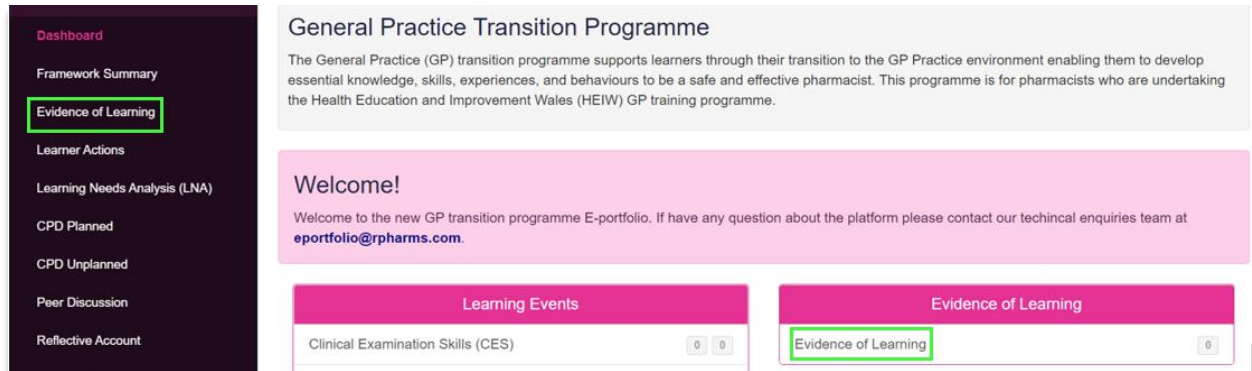 Dashboard
Framework Summary
Evidence of Learning
Learner Actions
Learning Needs Analysis (LNA)
CPD Planned
CPD Unplanned
Peer Discussion
Reflective Account
General Practice Transition Programme
The General Practice (GP) transition programme supports learners through their transition to the GP Practice environment enabling them to develop
essential knowledge, skills, experiences, and behaviours to be a safe and effective pharmacist. This programme is for pharmacists who are undertaking
the Health Education and Improvement Wales (HEIW) GP training programme.
Welcome!
Welcome to the new GP transition programme E-portfolio. If have any question about the platform please contact our techincal enquiries team at
eportfolio@rpharms.com.
Learning Events
Clinical Examination Skills (CES) 0 0
Evidence of Learning
Evidence of Learning 0